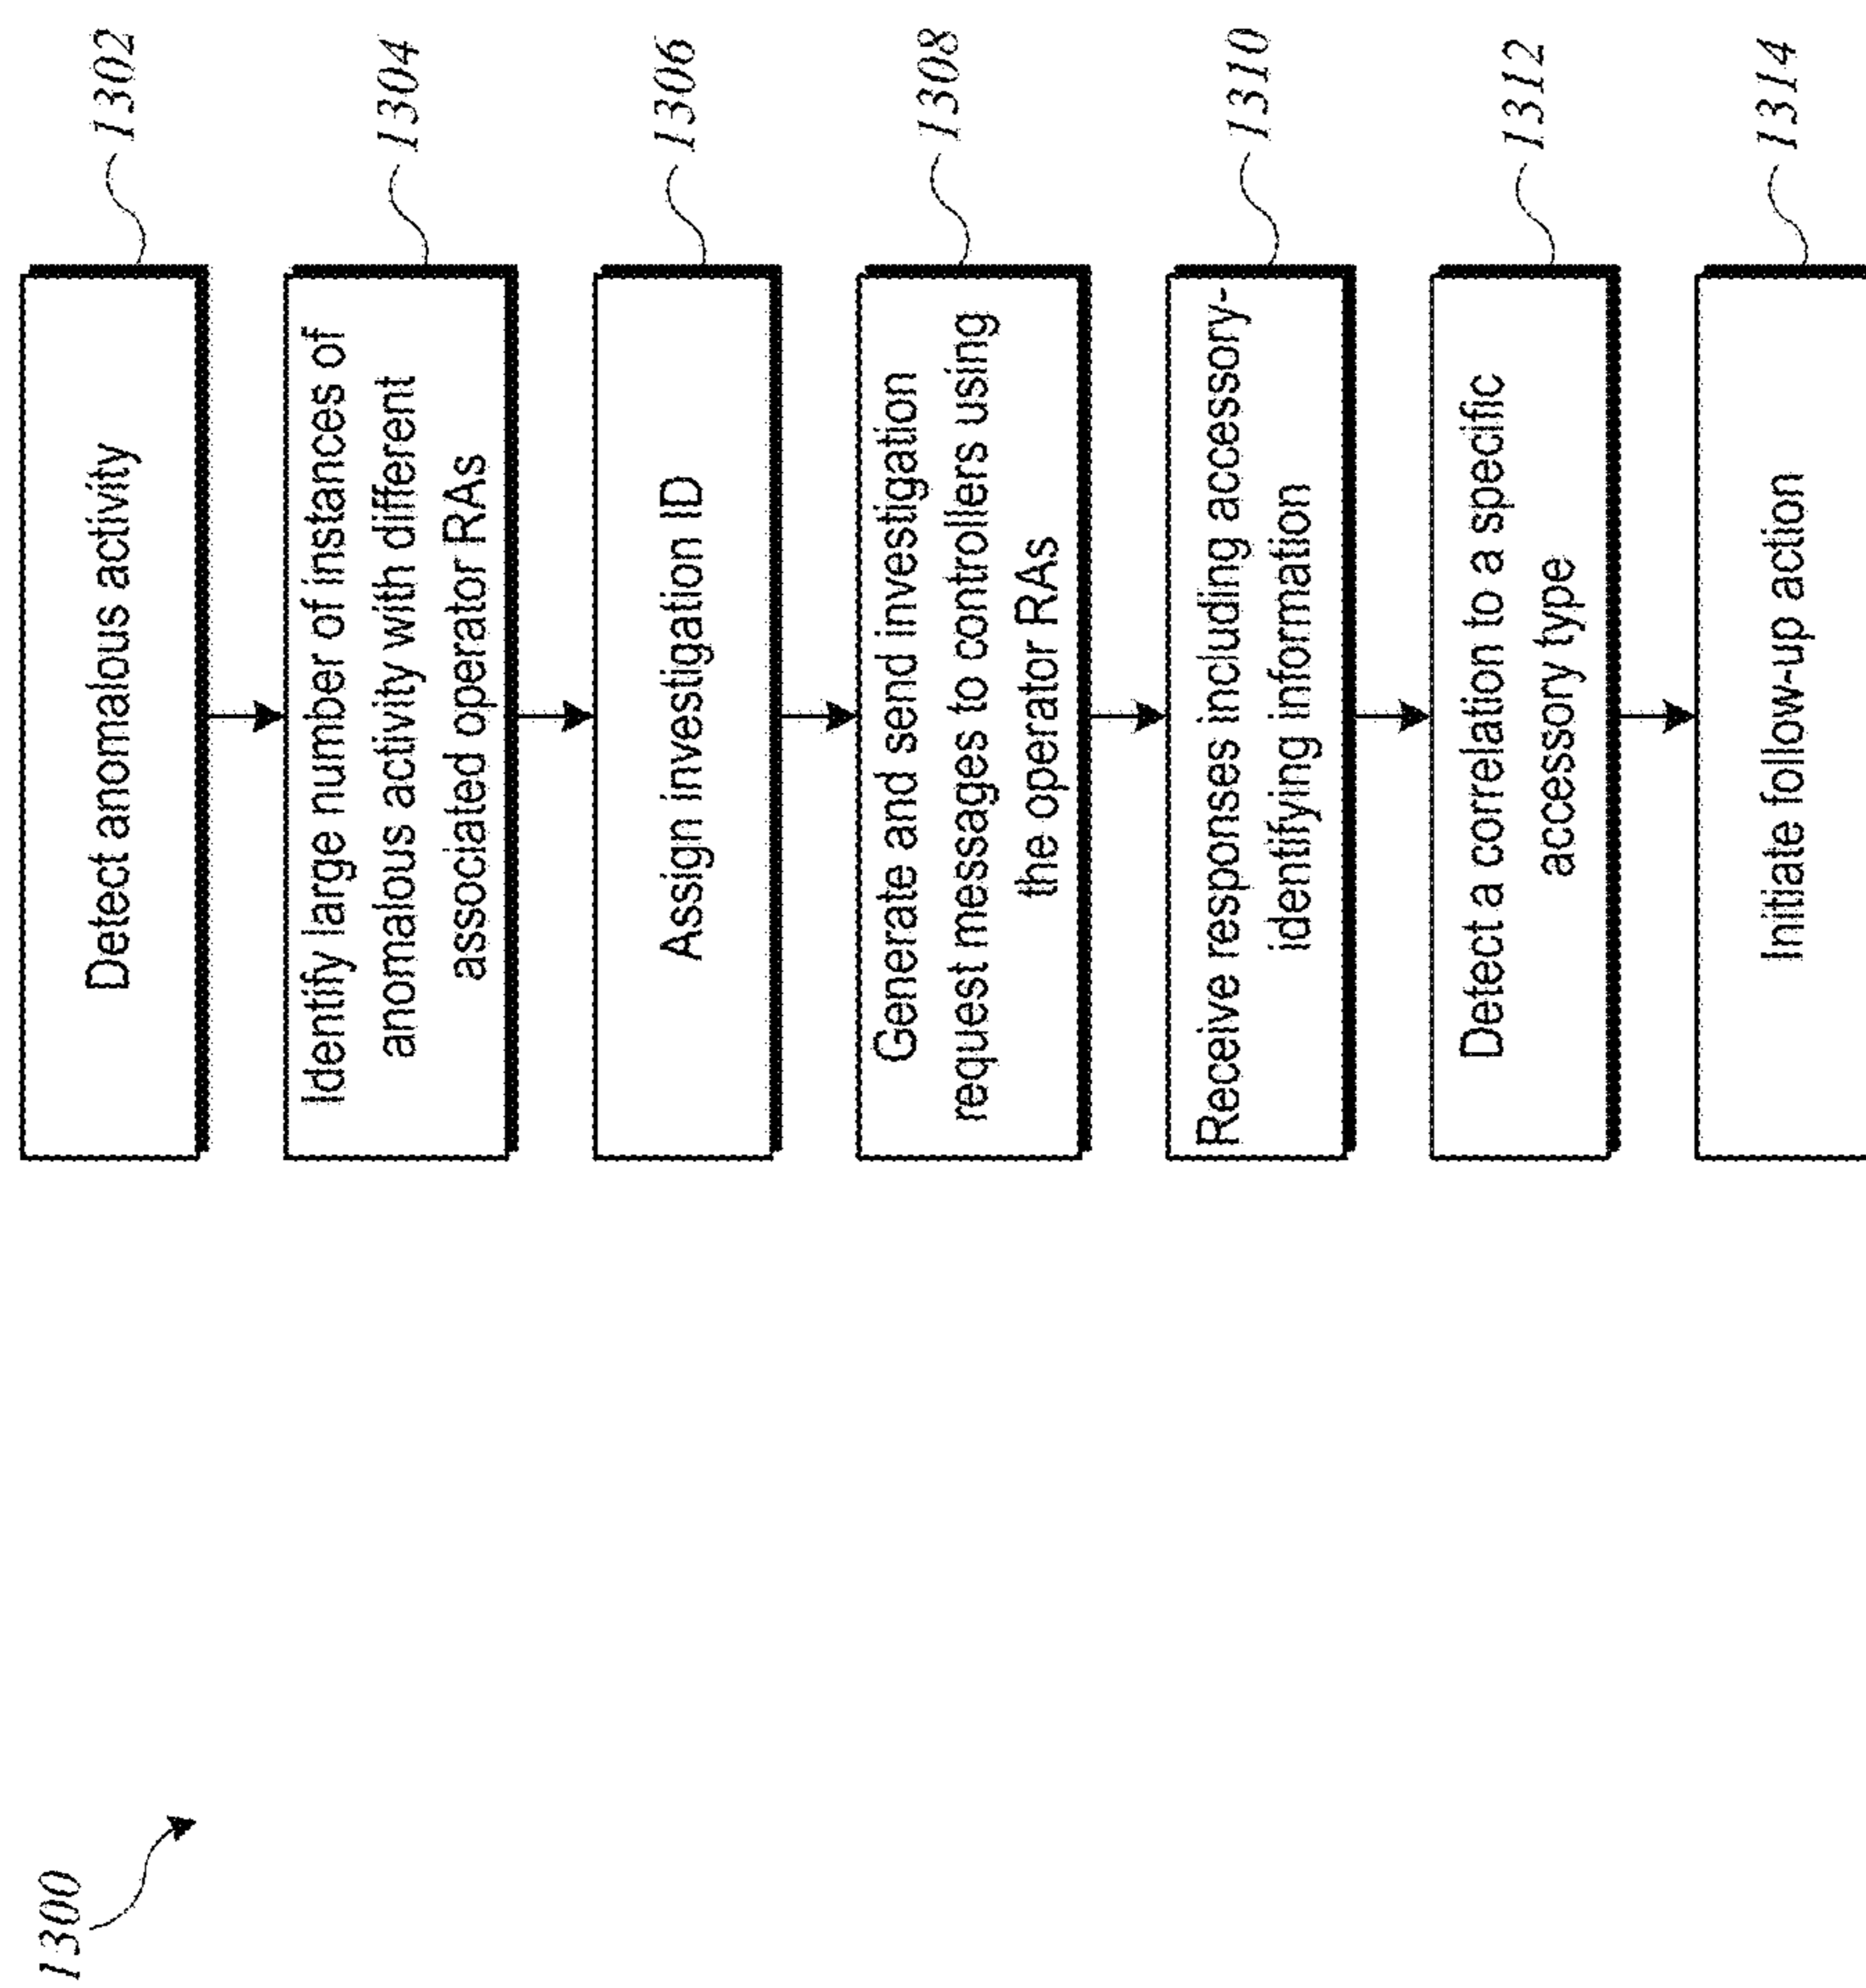 1300
Detect anomalous activity
1302
Identify large number of instances of
anomalous activity with different
associated operator RAs
1304
Assign investigation ID
1306
Generate and send investigation
request messages to controllers using
the operator RAs
1308
Receive responses including accessory-
identifying information
1310
Detect a correlation to a specific
accessory type
1312
Initiate follow-up action
1314